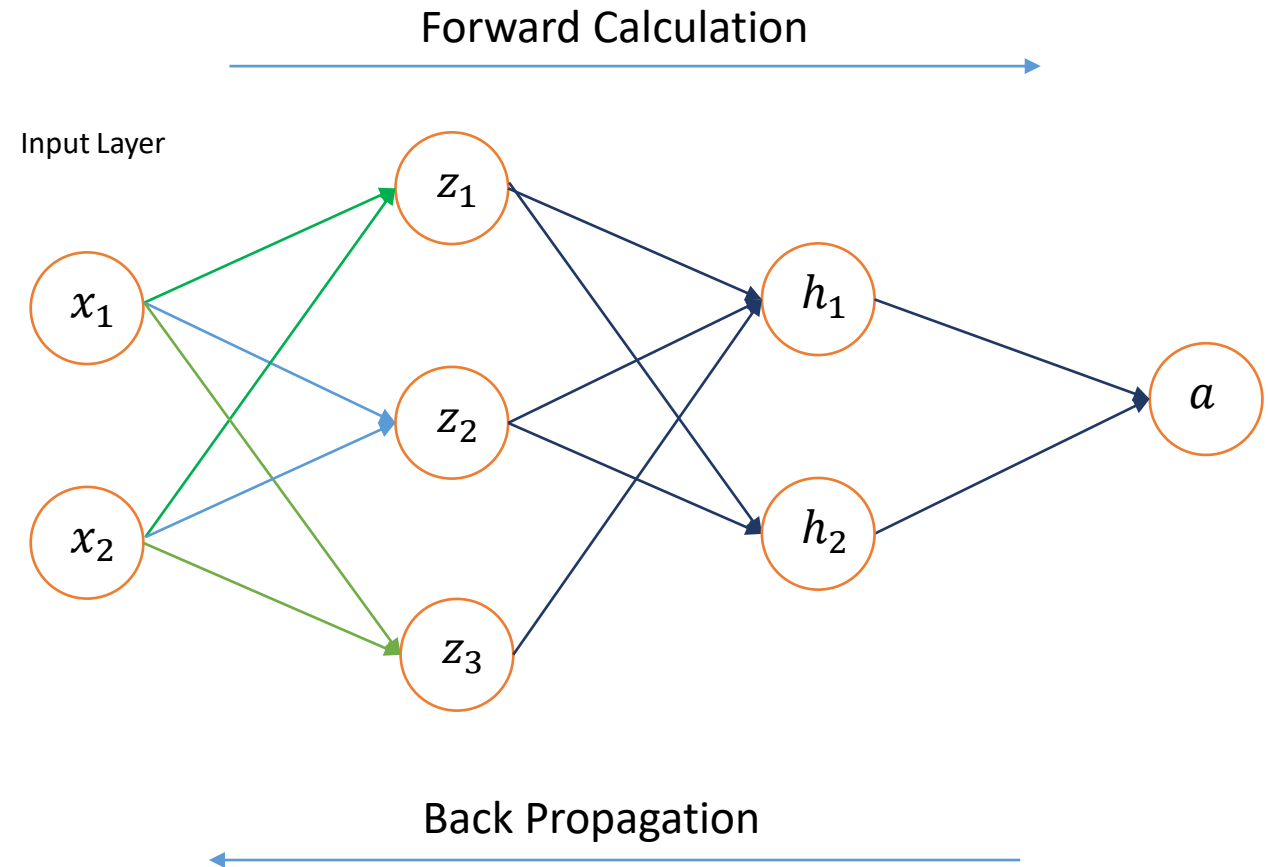 Forward Calculation
Input Layer
z₁
x₁
h₁
a
z₂
x₂
h₂
z₃
Back Propagation